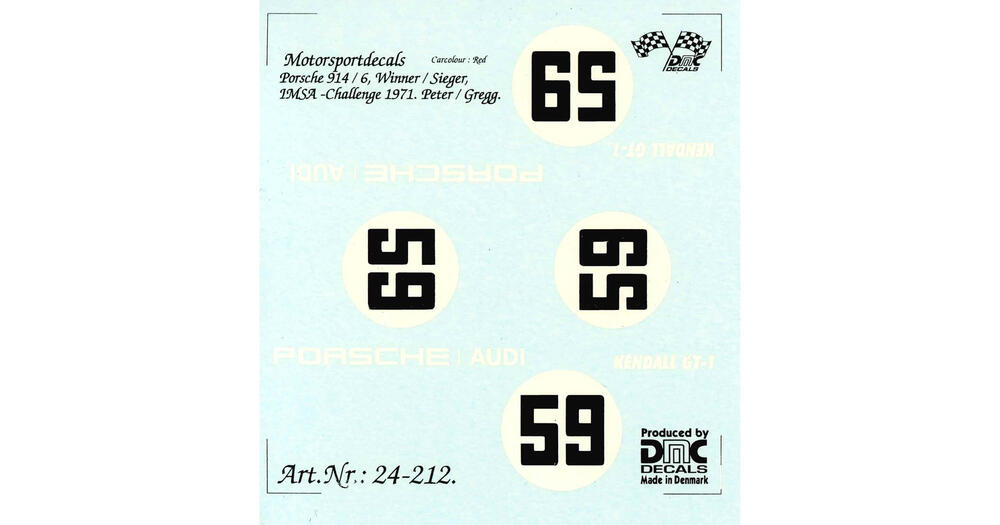 Motorsportdecals Carcolour : Red
Porsche 914 / 6, Winner / Sieger,
IMSA -Challenge 1971. Peter / Gregg.
59
DMC
DECALS
KENDALL GT-1
PORSCHE | AUDI
59
59
PORSCHE | AUDI
KENDALL GT-1
59
Produced by
DMC
DECALS
Made in Denmark
Art.Nr.: 24-212.